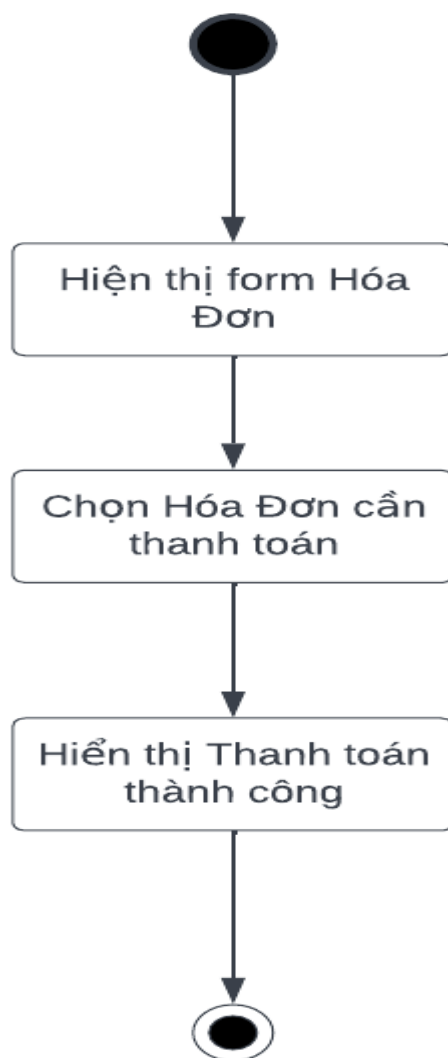 Hiện thị form Hóa
Đơn
Chọn Hóa Đơn cần
thanh toán
Hiển thị Thanh toán
thành công